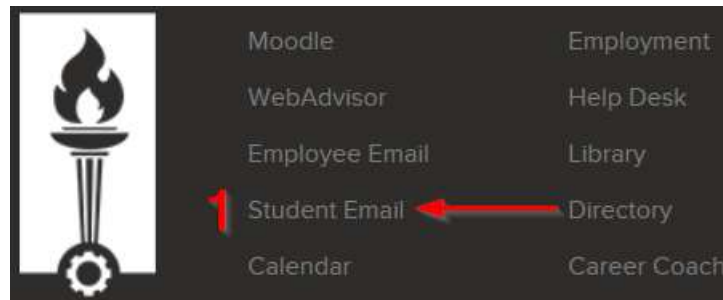 Moodle
WebAdvisor
Employee Email
1 Student Email
Calendar
Employment
Help Desk
Library
Directory
Career Coach